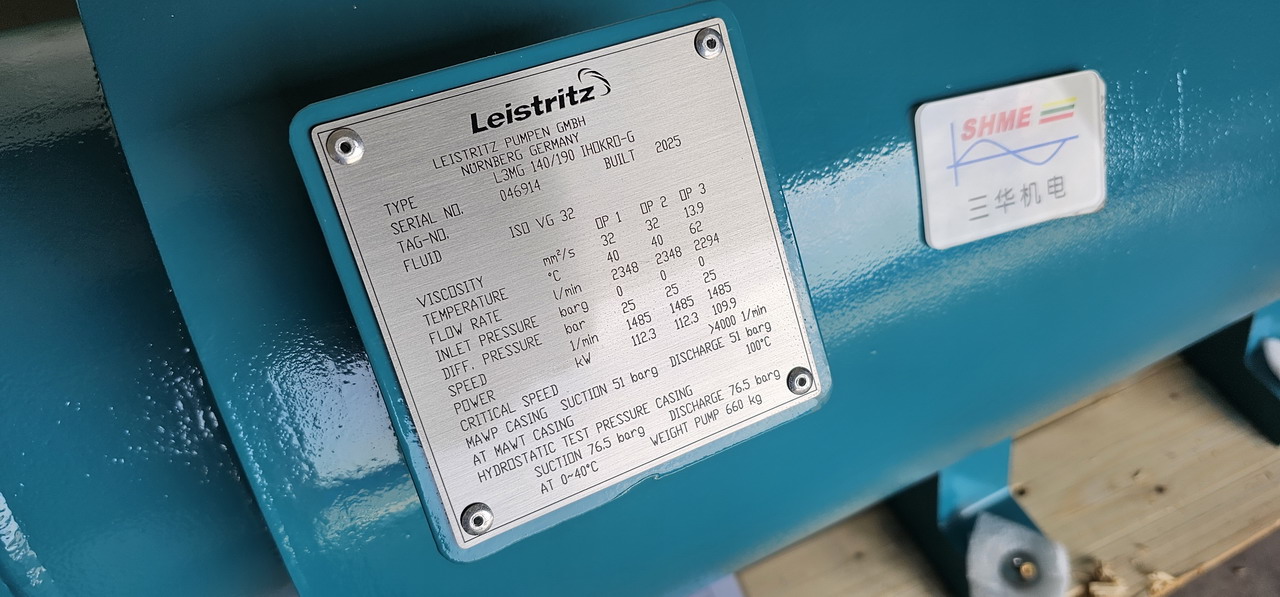 Leistritz
LEISTRITZ PUMPEN GMBH
NÜRNBERG GERMANY
TYPE L3MG 140/190 IHOKRO-G
SERIAL NO. 046914 BUILT 2025
TAG-NO.
FLUID ISO VG 32
OP 1 OP 2 OP 3
VISCOSITY mm²/s 32 32 13.9
TEMPERATURE °C 40 40 62
FLOW RATE l/min 2348 2348 2294
INLET PRESSURE barg 0 0 0
DIFF. PRESSURE bar 25 25 25
SPEED 1/min 1485 1485 1485
POWER kW 112.3 112.3 109.9
CRITICAL SPEED >4000 1/min
MAWP CASING SUCTION 51 barg DISCHARGE 51 barg
AT MAWT CASING 100°C
HYDROSTATIC TEST PRESSURE CASING
SUCTION 76.5 barg DISCHARGE 76.5 barg
AT 0~40°C WEIGHT PUMP 660 kg
SHME
三华机电